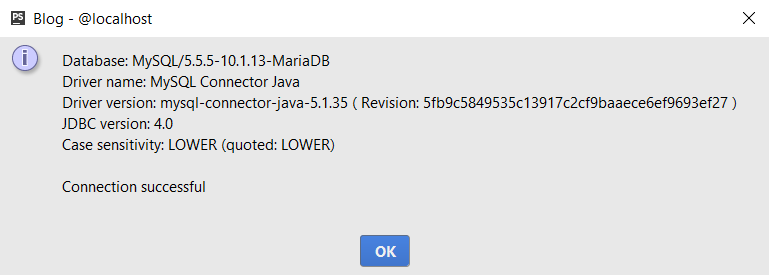 PS Blog - @localhost
Database: MySQL/5.5.5-10.1.13-MariaDB
Driver name: MySQL Connector Java
Driver version: mysql-connector-java-5.1.35 ( Revision: 5fb9c5849535c13917c2cf9baaece6ef9693ef27 )
JDBC version: 4.0
Case sensitivity: LOWER (quoted: LOWER)
Connection successful
OK